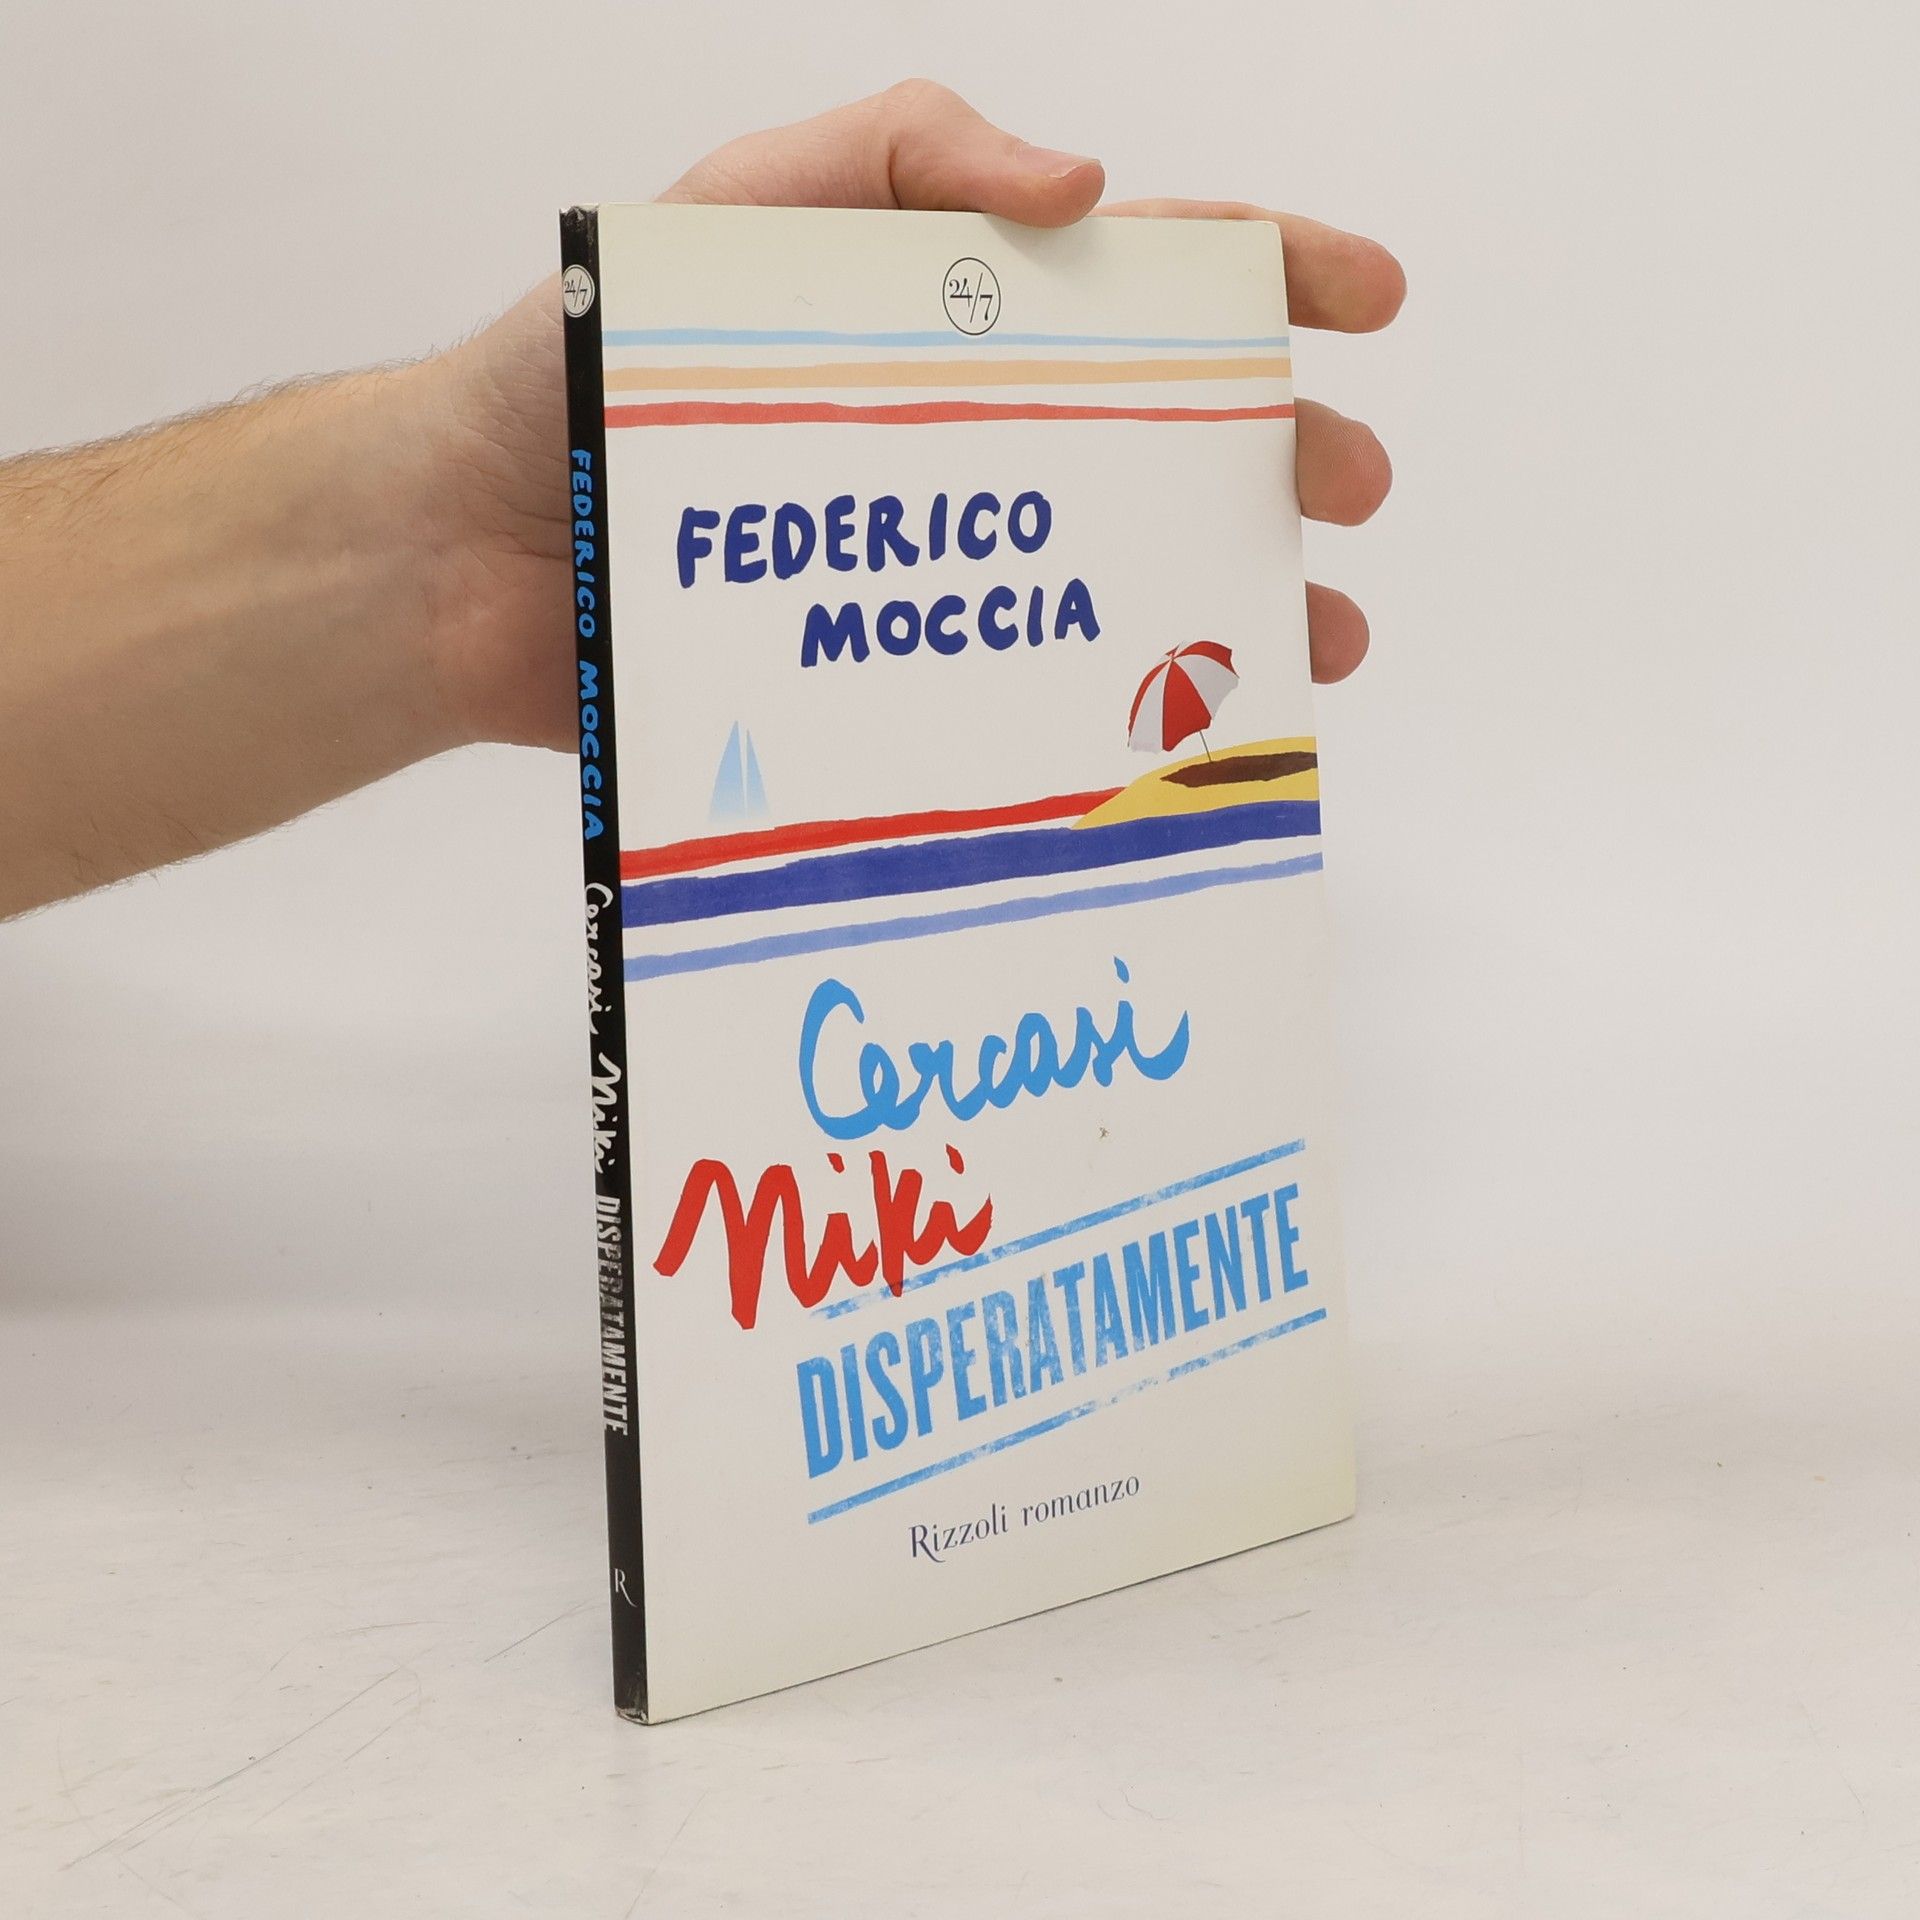 24/7
FEDERICO
MOCCIA
Cercasi
Niki
DISPERATAMENTE
Rizzoli romanzo
24/7
FEDERICO MOCCIA Cercasi Niki DISPERATAMENTE
R